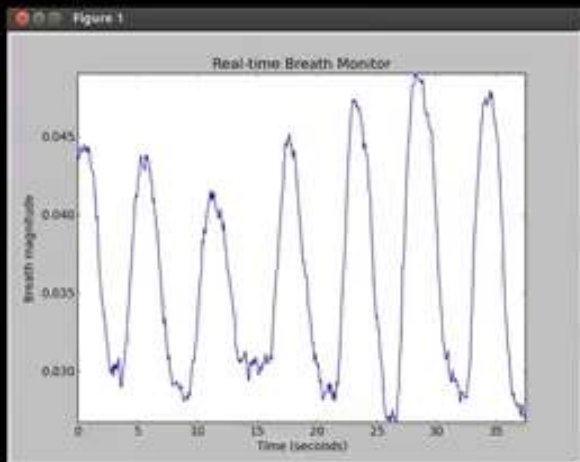 Figure 1
Real-time Breath Monitor
0.045
0.040
0.035
0.030
Breath magnitude
0 5 10 15 20 25 30 35
Time (seconds)